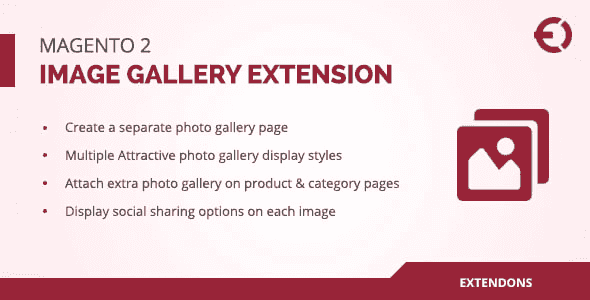 MAGENTO 2
IMAGE GALLERY EXTENSION
• Create a separate photo gallery page
• Multiple Attractive photo gallery display styles
• Attach extra photo gallery on product & category pages
• Display social sharing options on each image
EXTENDONS